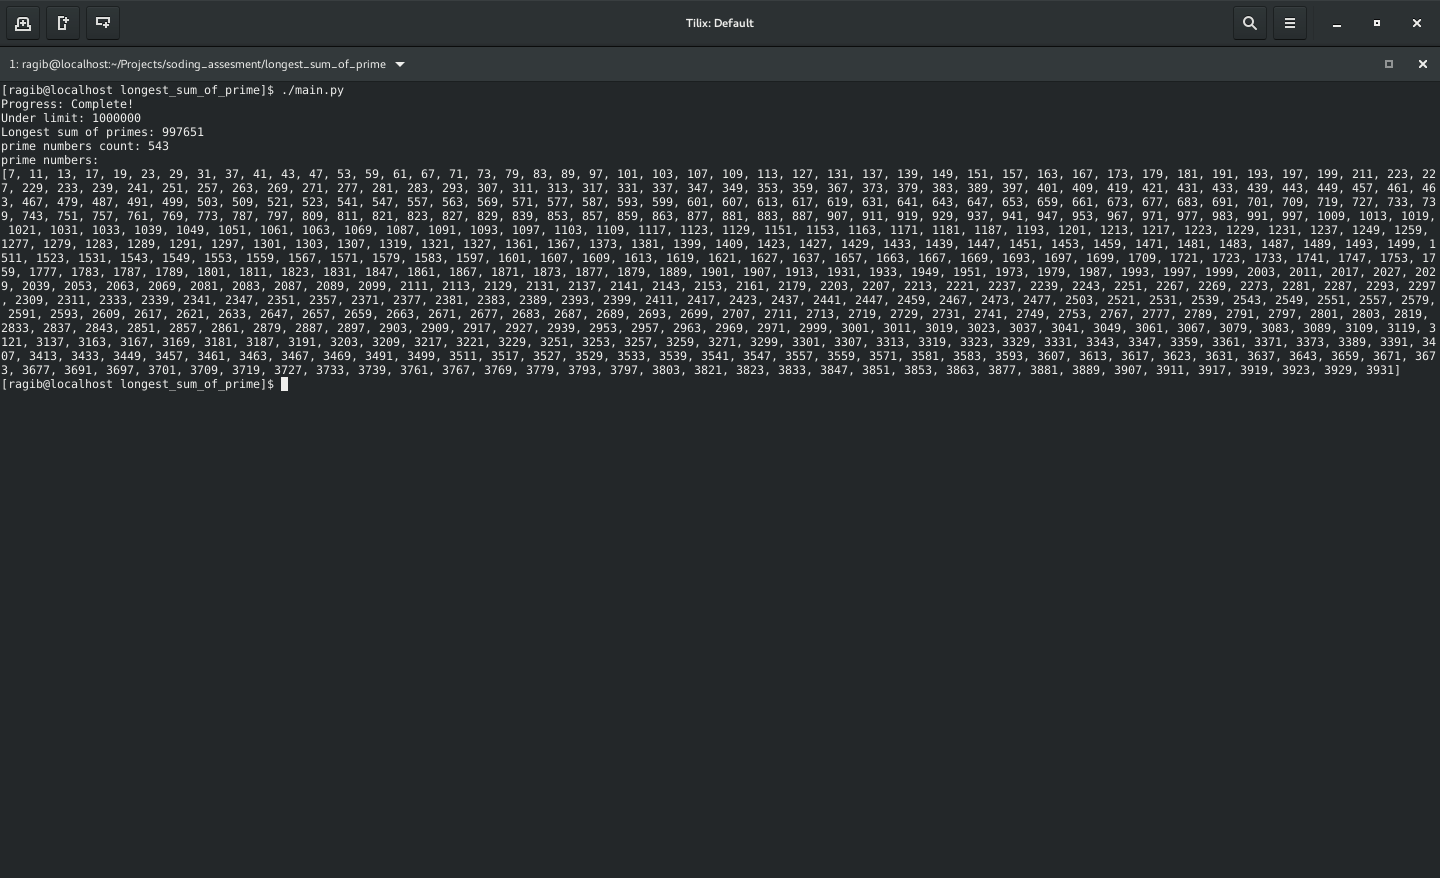 Tilix: Default
1: ragib@localhost:~/Projects/soding_assesment/longest_sum_of_prime
[ragib@localhost longest_sum_of_prime]$ ./main.py
Progress: Complete!
Under limit: 1000000
Longest sum of primes: 997651
prime numbers count: 543
prime numbers:
[7, 11, 13, 17, 19, 23, 29, 31, 37, 41, 43, 47, 53, 59, 61, 67, 71, 73, 79, 83, 89, 97, 101, 103, 107, 109, 113, 127, 131, 137, 139, 149, 151, 157, 163, 167, 173, 179, 181, 191, 193, 197, 199, 211, 223, 22
7, 229, 233, 239, 241, 251, 257, 263, 269, 271, 277, 281, 283, 293, 307, 311, 313, 317, 331, 337, 347, 349, 353, 359, 367, 373, 379, 383, 389, 397, 401, 409, 419, 421, 431, 433, 439, 443, 449, 457, 461, 46
3, 467, 479, 487, 491, 499, 503, 509, 521, 523, 541, 547, 557, 563, 569, 571, 577, 587, 593, 599, 601, 607, 613, 617, 619, 631, 641, 643, 647, 653, 659, 661, 673, 677, 683, 691, 701, 709, 719, 727, 733, 73
9, 743, 751, 757, 761, 769, 773, 787, 797, 809, 811, 821, 823, 827, 829, 839, 853, 857, 859, 863, 877, 881, 883, 887, 907, 911, 919, 929, 937, 941, 947, 953, 967, 971, 977, 983, 991, 997, 1009, 1013, 1019,
1021, 1031, 1033, 1039, 1049, 1051, 1061, 1063, 1069, 1087, 1091, 1093, 1097, 1103, 1109, 1117, 1123, 1129, 1151, 1153, 1163, 1171, 1181, 1187, 1193, 1201, 1213, 1217, 1223, 1229, 1231, 1237, 1249, 1259,
1277, 1279, 1283, 1289, 1291, 1297, 1301, 1303, 1307, 1319, 1321, 1327, 1361, 1367, 1373, 1381, 1399, 1409, 1423, 1427, 1429, 1433, 1439, 1447, 1451, 1453, 1459, 1471, 1481, 1483, 1487, 1489, 1493, 1499, 1
511, 1523, 1531, 1543, 1549, 1553, 1559, 1567, 1571, 1579, 1583, 1597, 1601, 1607, 1609, 1613, 1619, 1621, 1627, 1637, 1657, 1663, 1667, 1669, 1693, 1697, 1699, 1709, 1721, 1723, 1733, 1741, 1747, 1753, 17
59, 1777, 1783, 1787, 1789, 1801, 1811, 1823, 1831, 1847, 1861, 1867, 1871, 1873, 1877, 1879, 1889, 1901, 1907, 1913, 1931, 1933, 1949, 1951, 1973, 1979, 1987, 1993, 1997, 1999, 2003, 2011, 2017, 2027, 202
9, 2039, 2053, 2063, 2069, 2081, 2083, 2087, 2089, 2099, 2111, 2113, 2129, 2131, 2137, 2141, 2143, 2153, 2161, 2179, 2203, 2207, 2213, 2221, 2237, 2239, 2243, 2251, 2267, 2269, 2273, 2281, 2287, 2293, 2297
, 2309, 2311, 2333, 2339, 2341, 2347, 2351, 2357, 2371, 2377, 2381, 2383, 2389, 2393, 2399, 2411, 2417, 2423, 2437, 2441, 2447, 2459, 2467, 2473, 2477, 2503, 2521, 2531, 2539, 2543, 2549, 2551, 2557, 2579,
2591, 2593, 2609, 2617, 2621, 2633, 2647, 2657, 2659, 2663, 2671, 2677, 2683, 2687, 2689, 2693, 2699, 2707, 2711, 2713, 2719, 2729, 2731, 2741, 2749, 2753, 2767, 2777, 2789, 2791, 2797, 2801, 2803, 2819,
2833, 2837, 2843, 2851, 2857, 2861, 2879, 2887, 2897, 2903, 2909, 2917, 2927, 2939, 2953, 2957, 2963, 2969, 2971, 2999, 3001, 3011, 3019, 3023, 3037, 3041, 3049, 3061, 3067, 3079, 3083, 3089, 3109, 3119, 3
121, 3137, 3163, 3167, 3169, 3181, 3187, 3191, 3203, 3209, 3217, 3221, 3229, 3251, 3253, 3257, 3259, 3271, 3299, 3301, 3307, 3313, 3319, 3323, 3329, 3331, 3343, 3347, 3359, 3361, 3371, 3373, 3389, 3391, 34
07, 3413, 3433, 3449, 3457, 3461, 3463, 3467, 3469, 3491, 3499, 3511, 3517, 3527, 3529, 3533, 3539, 3541, 3547, 3557, 3559, 3571, 3581, 3583, 3593, 3607, 3613, 3617, 3623, 3631, 3637, 3643, 3659, 3671, 367
3, 3677, 3691, 3697, 3701, 3709, 3719, 3727, 3733, 3739, 3761, 3767, 3769, 3779, 3793, 3797, 3803, 3821, 3823, 3833, 3847, 3851, 3853, 3863, 3877, 3881, 3889, 3907, 3911, 3917, 3919, 3923, 3929, 3931]
[ragib@localhost longest_sum_of_prime]$